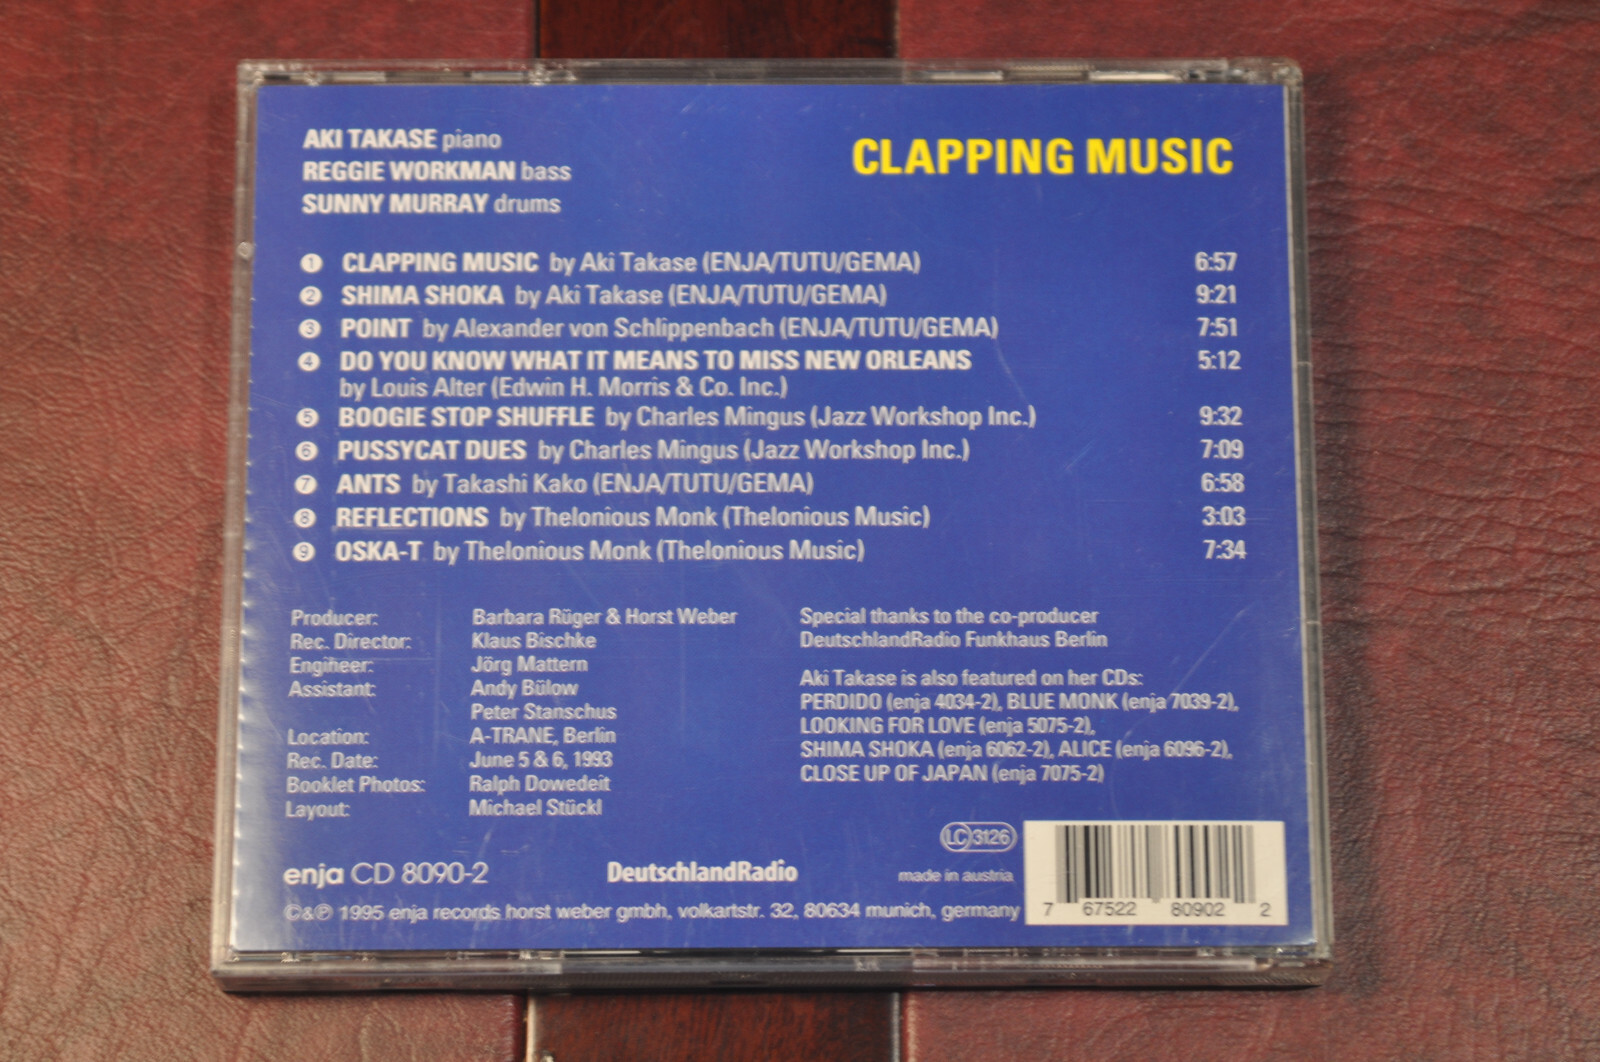 AKI TAKASE piano
REGGIE WORKMAN bass
SUNNY MURRAY drums
CLAPPING MUSIC
1 CLAPPING MUSIC by Aki Takase (ENJA/TUTU/GEMA) 6:57
2 SHIMA SHOKA by Aki Takase (ENJA/TUTU/GEMA) 9:21
3 POINT by Alexander von Schlippenbach (ENJA/TUTU/GEMA) 7:51
4 DO YOU KNOW WHAT IT MEANS TO MISS NEW ORLEANS 5:12
by Louis Alter (Edwin H. Morris & Co. Inc.)
5 BOOGIE STOP SHUFFLE by Charles Mingus (Jazz Workshop Inc.) 9:32
6 PUSSYCAT DUES by Charles Mingus (Jazz Workshop Inc.) 7:09
7 ANTS by Takashi Kako (ENJA/TUTU/GEMA) 6:58
8 REFLECTIONS by Thelonious Monk (Thelonious Music) 3:03
9 OSKA-T by Thelonious Monk (Thelonious Music) 7:34
Producer: Barbara Rüger & Horst Weber
Rec. Director: Klaus Bischke
Engineer: Jörg Mattern
Assistant: Andy Bülow
Peter Stanschus
Location: A-TRANE, Berlin
Rec. Date: June 5 & 6, 1993
Booklet Photos: Ralph Dowedeit
Layout: Michael Stückl
Special thanks to the co-producer
DeutschlandRadio Funkhaus Berlin
Aki Takase is also featured on her CDs:
PERDIDO (enja 4034-2), BLUE MONK (enja 7039-2),
LOOKING FOR LOVE (enja 5075-2),
SHIMA SHOKA (enja 6062-2), ALICE (enja 6096-2),
CLOSE UP OF JAPAN (enja 7075-2)
LC 3126
enja CD 8090-2 DeutschlandRadio made in austria
©&℗ 1995 enja records horst weber gmbh, volkartstr. 32, 80634 munich, germany
7 67522 80902 2